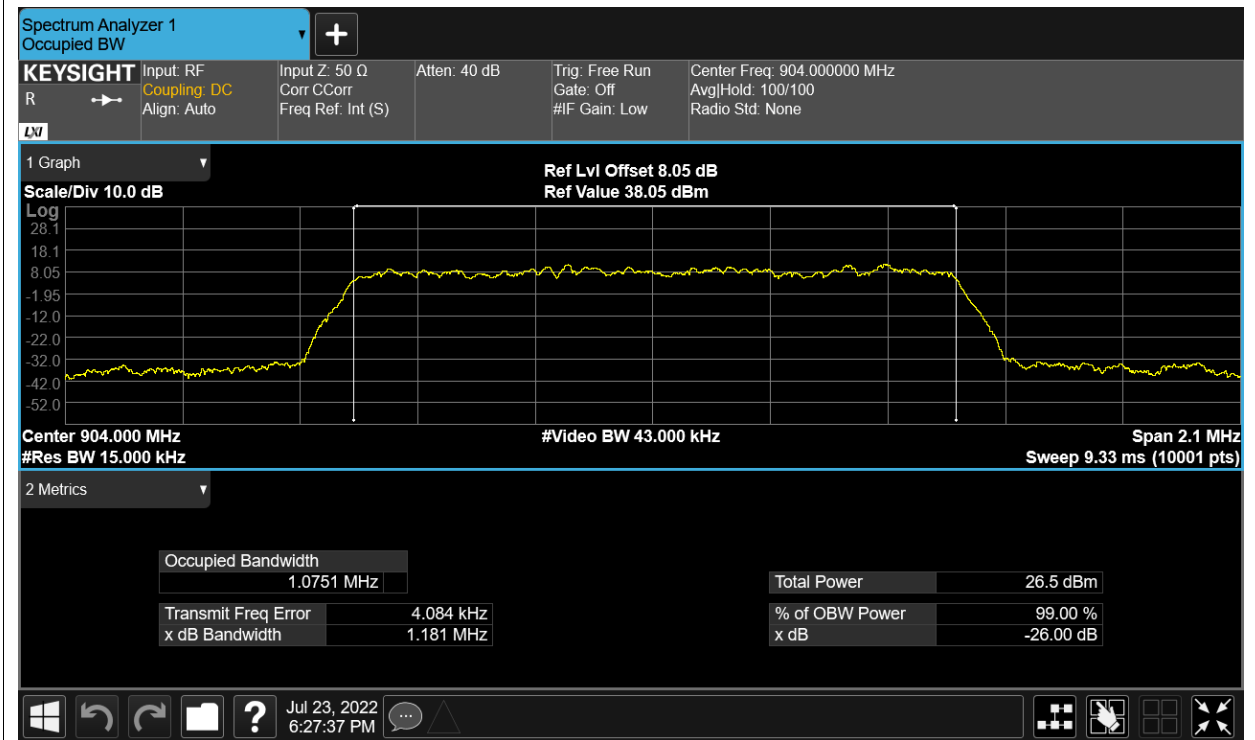 Spectrum Analyzer 1
Occupied BW
KEYSIGHT
R
LXI
Input: RF
Coupling: DC
Align: Auto
Input Z: 50 Ω
Corr CCorr
Freq Ref: Int (S)
Atten: 40 dB
Trig: Free Run
Gate: Off
#IF Gain: Low
Center Freq: 904.000000 MHz
Avg|Hold: 100/100
Radio Std: None
1 Graph
Scale/Div 10.0 dB
Ref Lvl Offset 8.05 dB
Ref Value 38.05 dBm
Log
28.1
18.1
8.05
-1.95
-12.0
-22.0
-32.0
-42.0
-52.0
Center 904.000 MHz
#Res BW 15.000 kHz
#Video BW 43.000 kHz
Span 2.1 MHz
Sweep 9.33 ms (10001 pts)
2 Metrics
Occupied Bandwidth
1.0751 MHz
Transmit Freq Error 4.084 kHz
x dB Bandwidth 1.181 MHz
Total Power 26.5 dBm
% of OBW Power 99.00 %
x dB -26.00 dB
?
Jul 23, 2022
6:27:37 PM